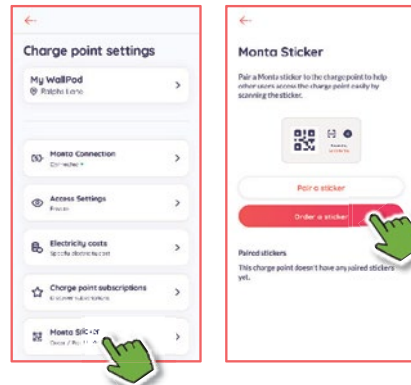 Charge point settings
My WallPod
Ralphs Lane
Monta Connection
Connected
Access Settings
Private
Electricity costs
Specify electricity cost
Charge point subscriptions
Discover subscriptions
Monta Sticker
Order / Pair
Monta Sticker
Pair a Monta sticker to the charge point to help
other users access the charge point easily by
scanning the sticker.
Pair a sticker
Order a sticker
Paired stickers
This charge point doesn't have any paired stickers
yet.